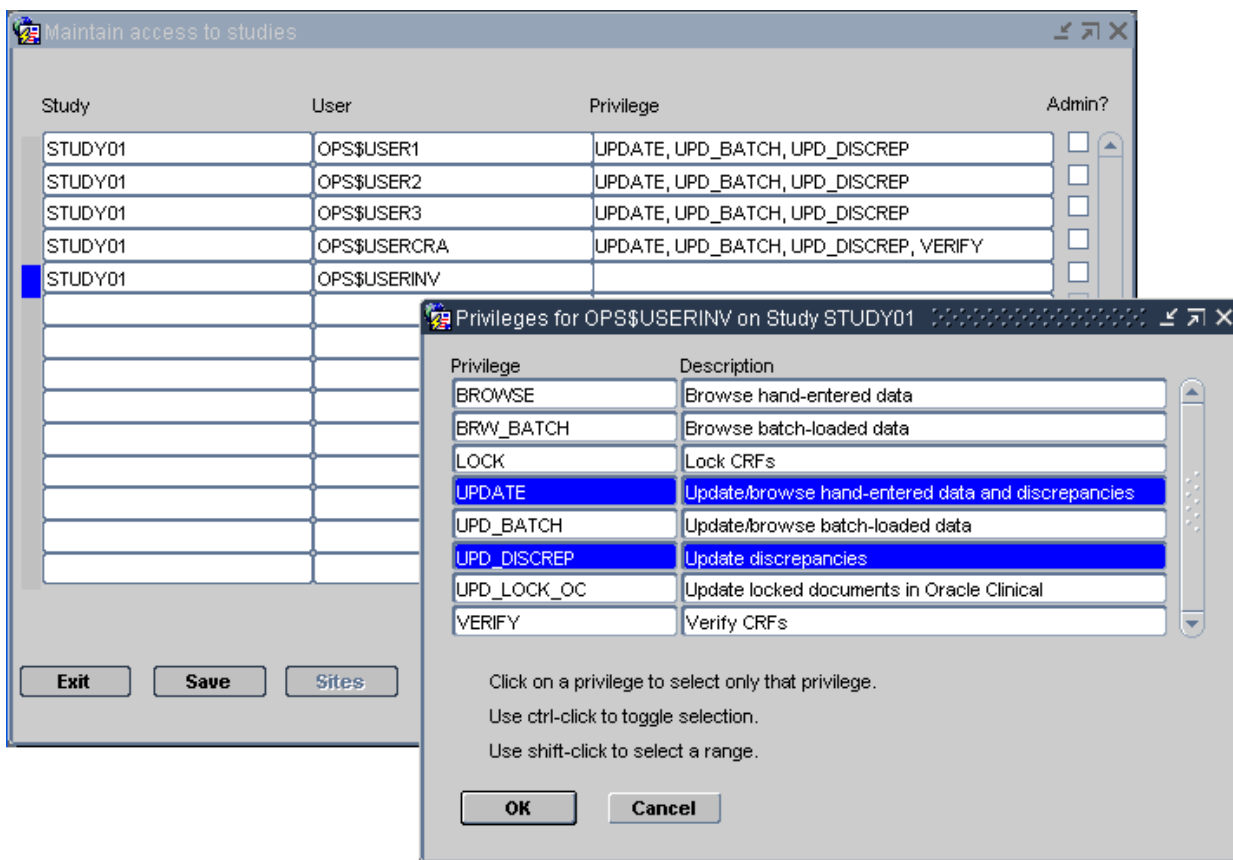 Maintain access to studies
Study User Privilege Admin?
STUDY01 OPS$USER1 UPDATE, UPD_BATCH, UPD_DISCREP
STUDY01 OPS$USER2 UPDATE, UPD_BATCH, UPD_DISCREP
STUDY01 OPS$USER3 UPDATE, UPD_BATCH, UPD_DISCREP
STUDY01 OPS$USERCRA UPDATE, UPD_BATCH, UPD_DISCREP, VERIFY
STUDY01 OPS$USERINV
Exit Save Sites
Privileges for OPS$USERINV on Study STUDY01
Privilege Description
BROWSE Browse hand-entered data
BRW_BATCH Browse batch-loaded data
LOCK Lock CRFs
UPDATE Update/browse hand-entered data and discrepancies
UPD_BATCH Update/browse batch-loaded data
UPD_DISCREP Update discrepancies
UPD_LOCK_OC Update locked documents in Oracle Clinical
VERIFY Verify CRFs
Click on a privilege to select only that privilege.
Use ctrl-click to toggle selection.
Use shift-click to select a range.
OK Cancel